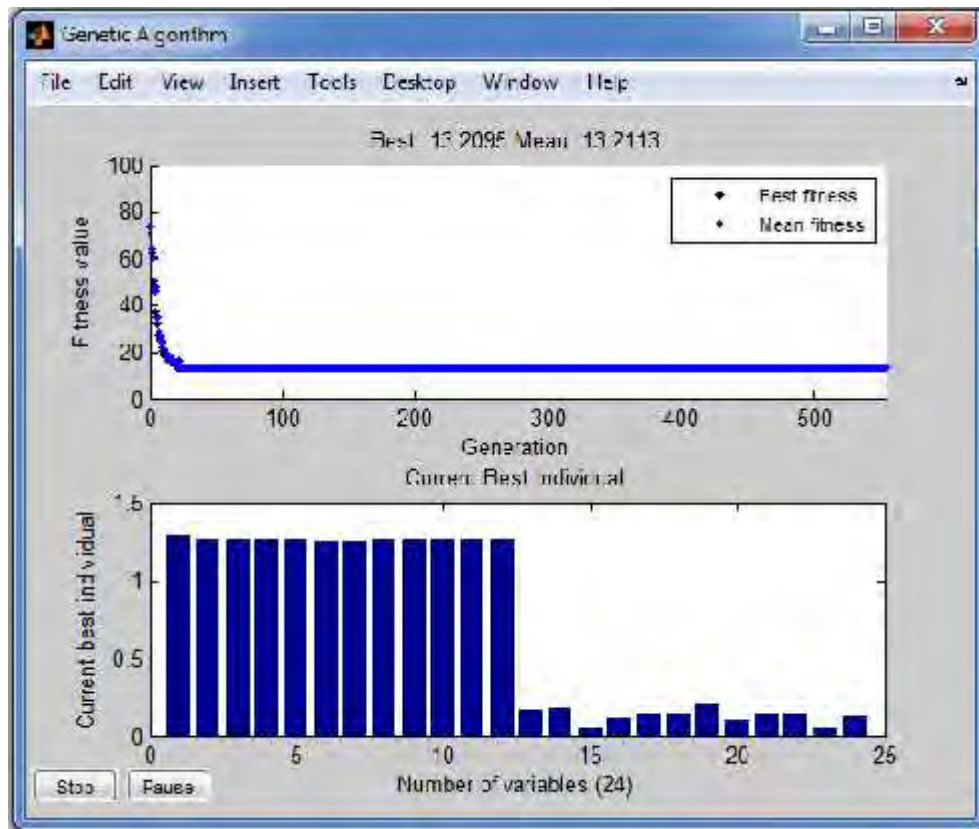 Genetic Algorithm
File Edit View Insert Tools Desktop Window Help
Best: 13.2095 Mean: 13.2113
100
80
60
40
20
0
Fitness value
Best fitness
Mean fitness
0 100 200 300 400 500
Generation
Current Best Individual
1.5
1
0.5
0
Current best individual
0 5 10 15 20 25
Number of variables (24)
Stop Pause